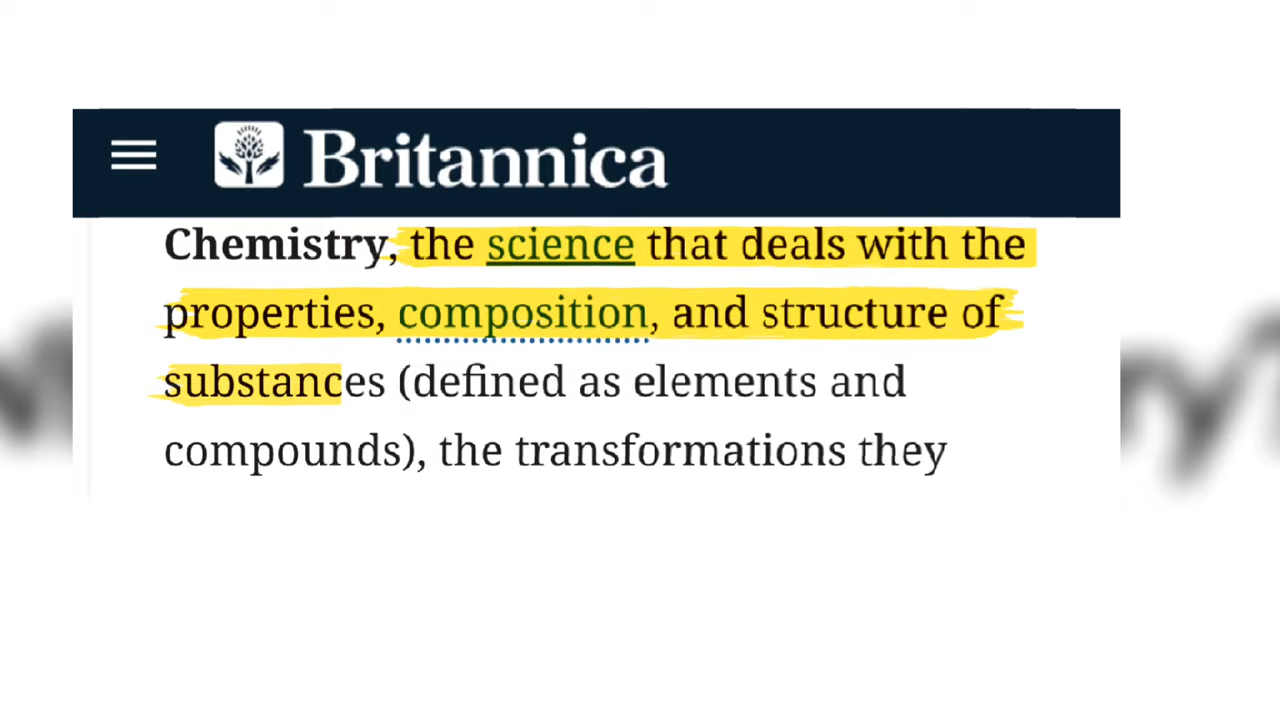 Britannica
Chemistry, the science that deals with the
properties, composition, and structure of
substances (defined as elements and
compounds), the transformations they